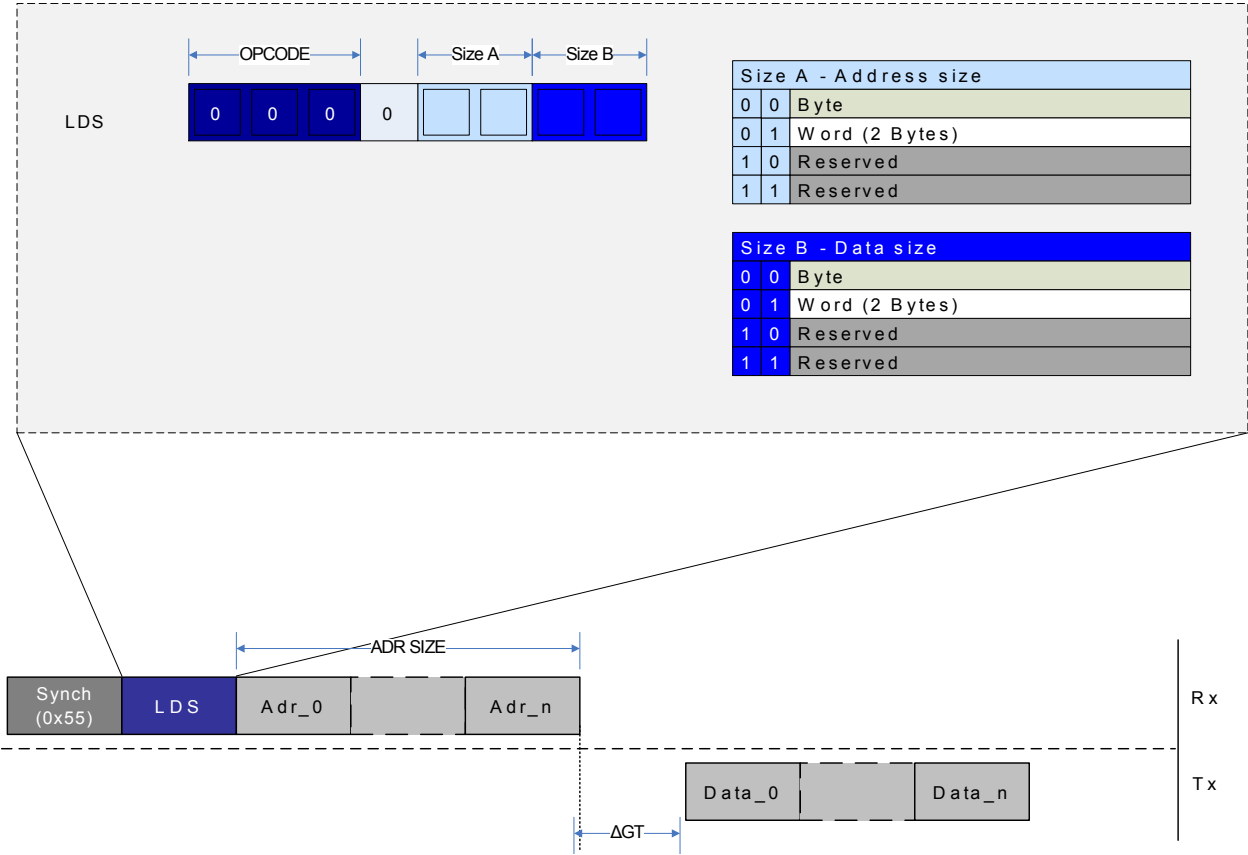 OPCODE Size A Size B
LDS 0 0 0 0
Size A - Address size
0 0 Byte
0 1 Word (2 Bytes)
1 0 Reserved
1 1 Reserved
Size B - Data size
0 0 Byte
0 1 Word (2 Bytes)
1 0 Reserved
1 1 Reserved
ADR SIZE
Synch
(0x55)
LDS Adr_0 Adr_n Rx
Data_0 Data_n Tx
ΔGT